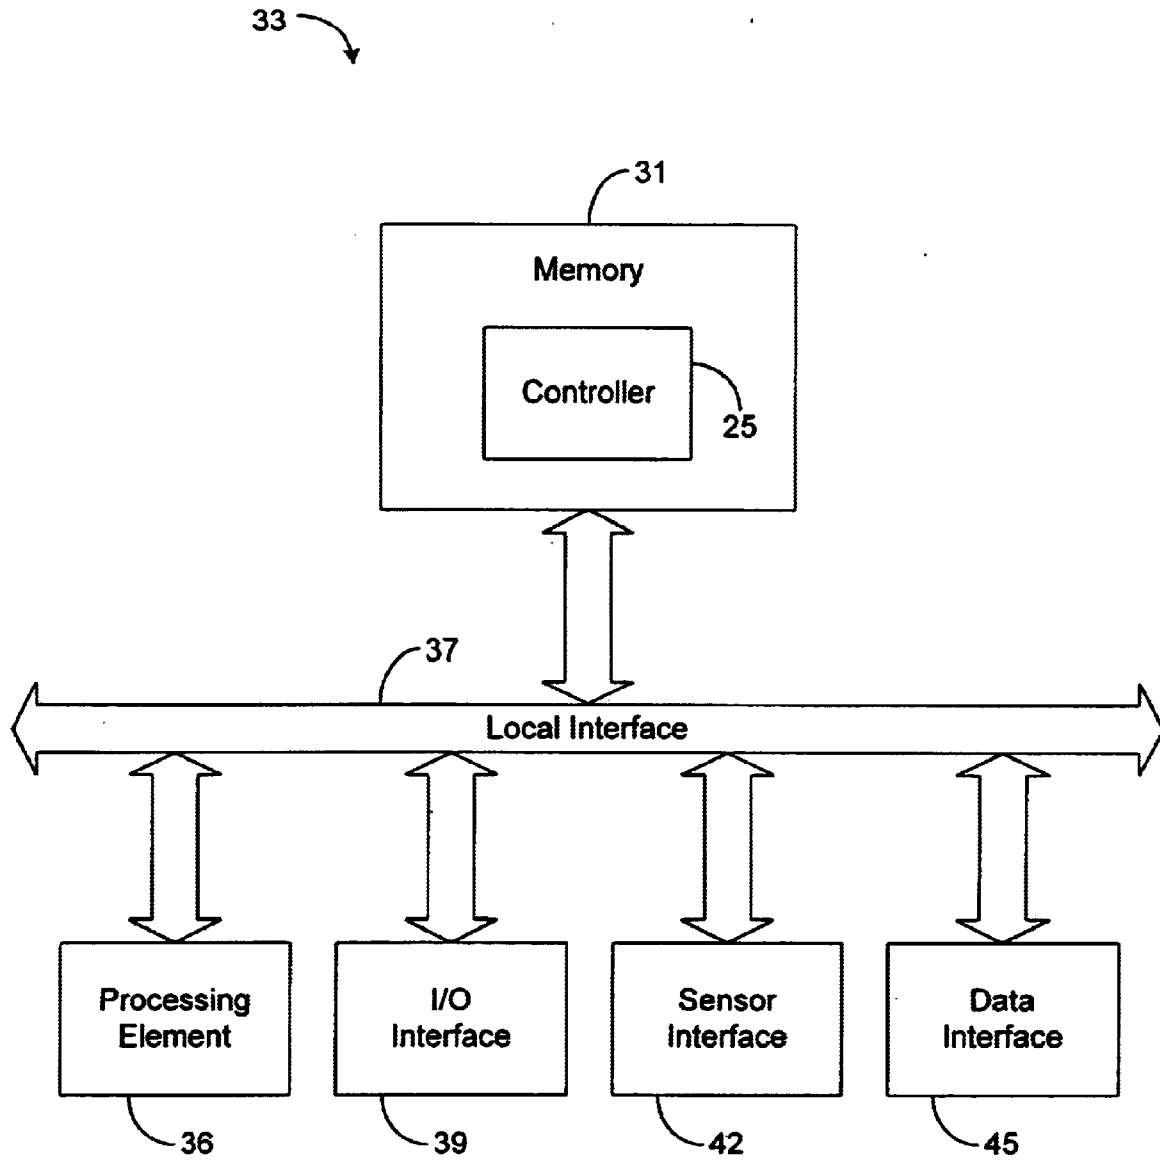 33
31
Memory
Controller
25
37
Local Interface
Processing
Element
I/O
Interface
Sensor
Interface
Data
Interface
36
39
42
45